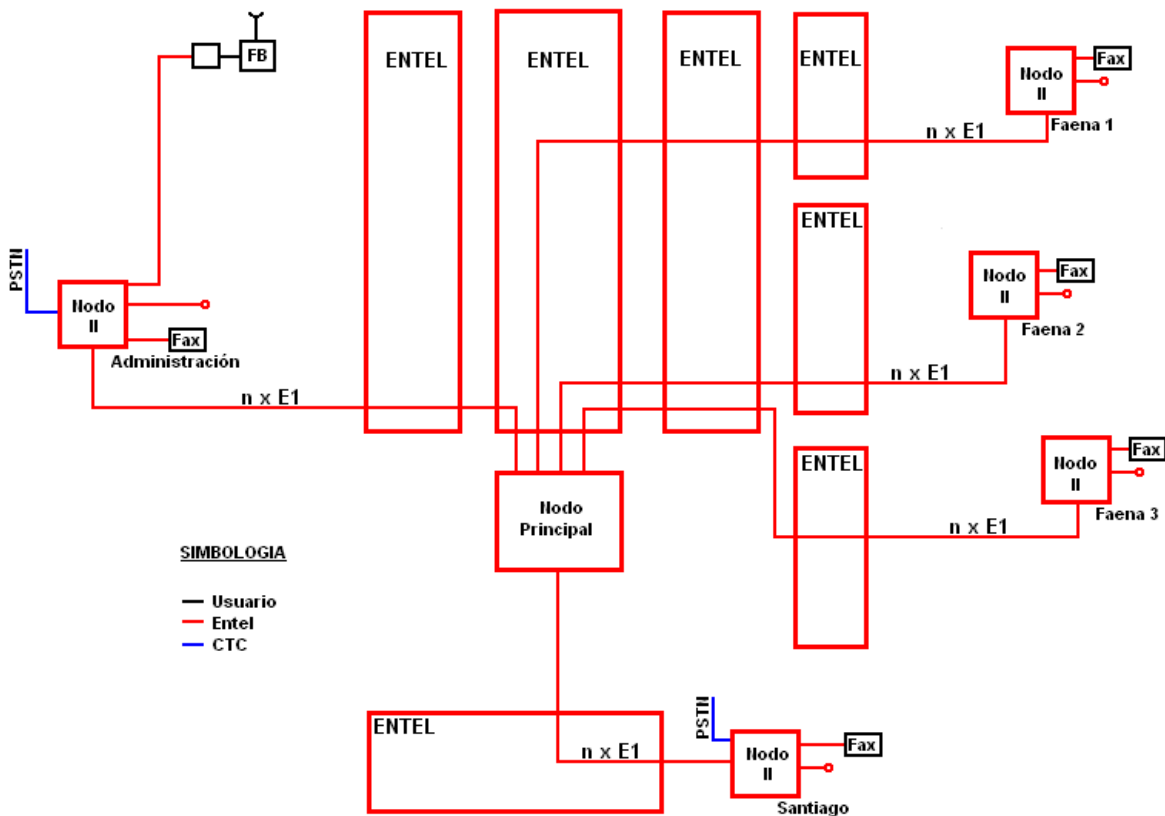 FB
ENTEL
ENTEL
ENTEL
ENTEL
Nodo
II
Fax
Faena 1
n x E1
ENTEL
Nodo
II
Fax
Faena 2
n x E1
PSTN
Nodo
II
Fax
Administración
n x E1
ENTEL
Nodo
II
Fax
Faena 3
n x E1
Nodo
Principal
SIMBOLOGIA
Usuario
Entel
CTC
ENTEL
n x E1
PSTN
Nodo
II
Fax
Santiago